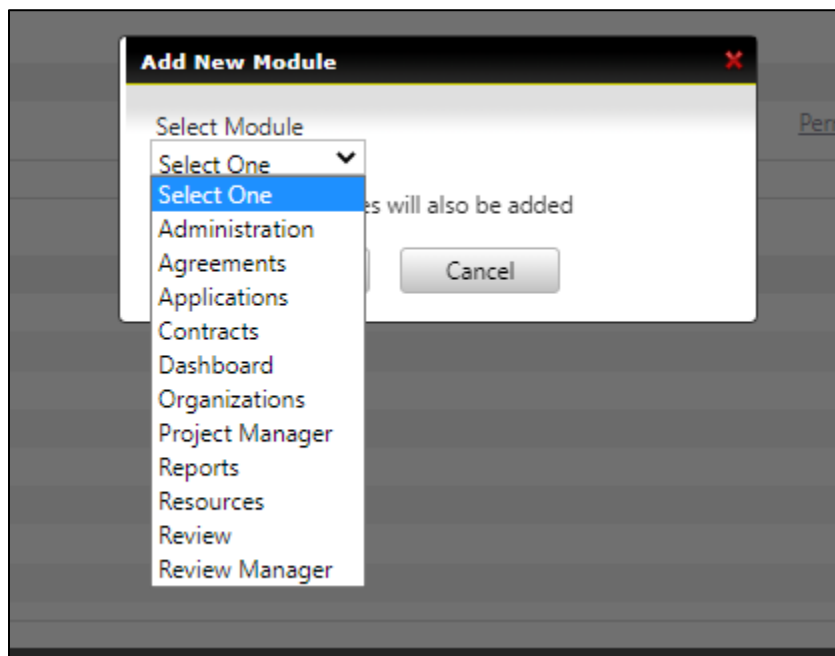 Add New Module
Select Module
Select One
Select One
will also be added
Administration
Agreements
Cancel
Applications
Contracts
Dashboard
Organizations
Project Manager
Reports
Resources
Review
Review Manager